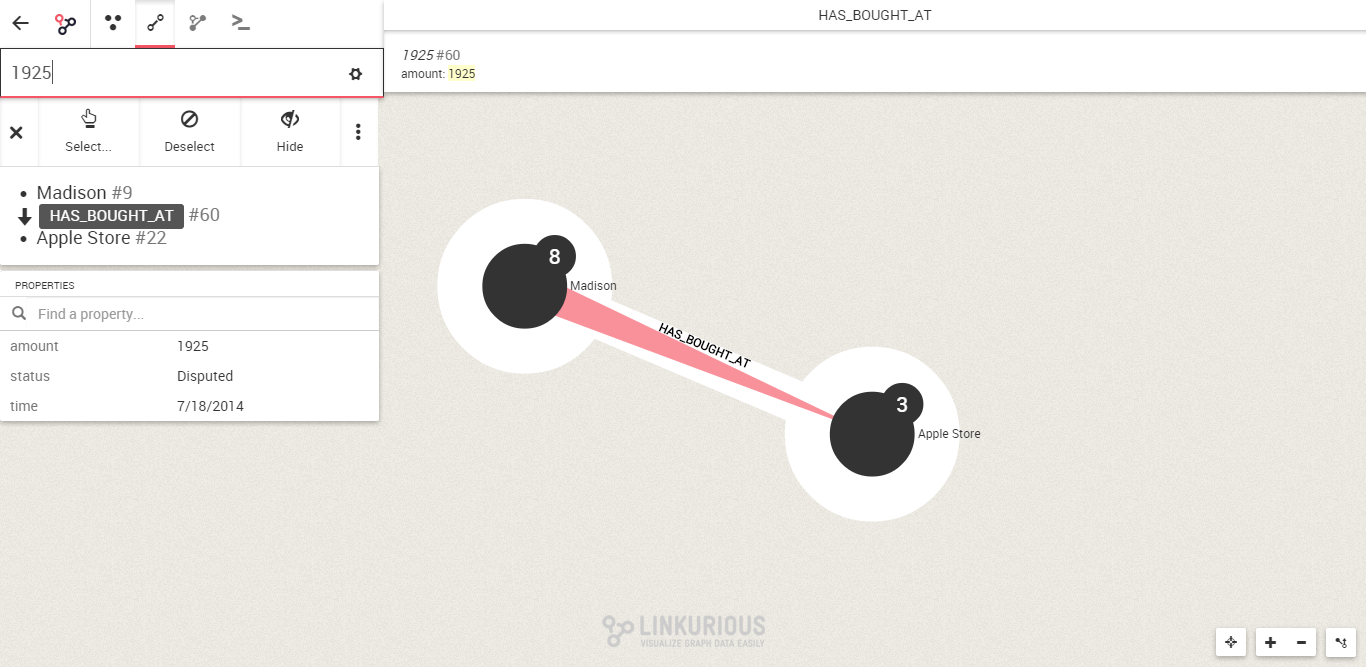 1925
HAS_BOUGHT_AT
1925 #60
amount: 1925
Select...
Deselect
Hide
Madison #9
HAS_BOUGHT_AT #60
Apple Store #22
PROPERTIES
Find a property...
amount 1925
status Disputed
time 7/18/2014
8
Madison
HAS_BOUGHT_AT
3
Apple Store
LINKURIOUS
VISUALIZE GRAPH DATA EASILY